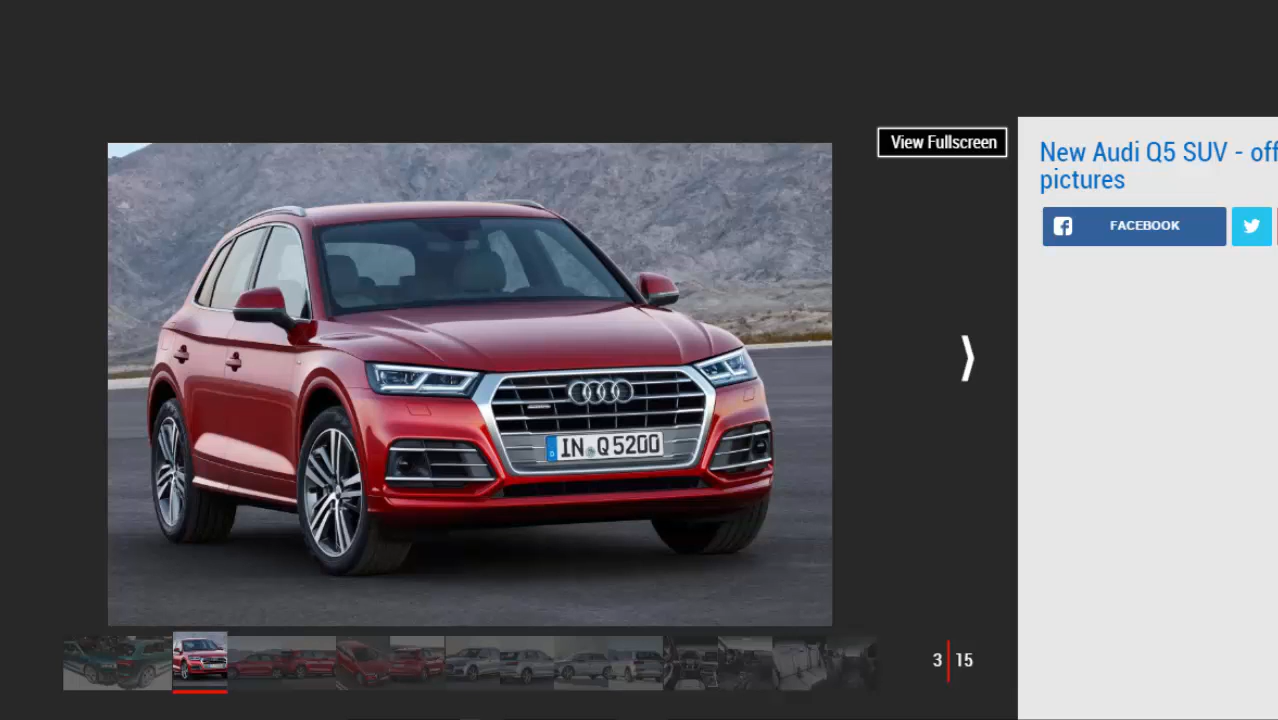 View Fullscreen
New Audi Q5 SUV - off
pictures
FACEBOOK
IN Q 5200
3 15